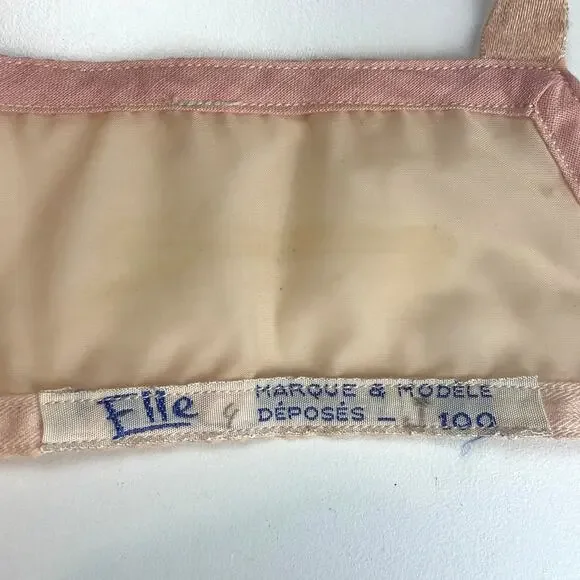 Elle
MARQUE & MODÈLE
DÉPOSÉS — 100